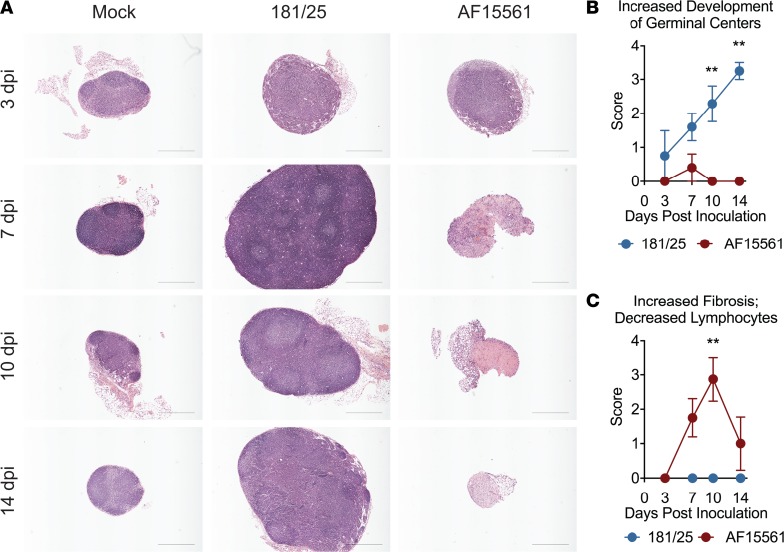 A
Mock
181/25
AF15561
3 dpi
7 dpi
10 dpi
14 dpi
B
Increased Development
of Germinal Centers
Score
4
3
2
1
0
**
**
0 3 7 10 14
Days Post Inoculation
181/25 AF15561
C
Increased Fibrosis;
Decreased Lymphocytes
Score
4
3
2
1
0
**
0 3 7 10 14
Days Post Inoculation
181/25 AF15561